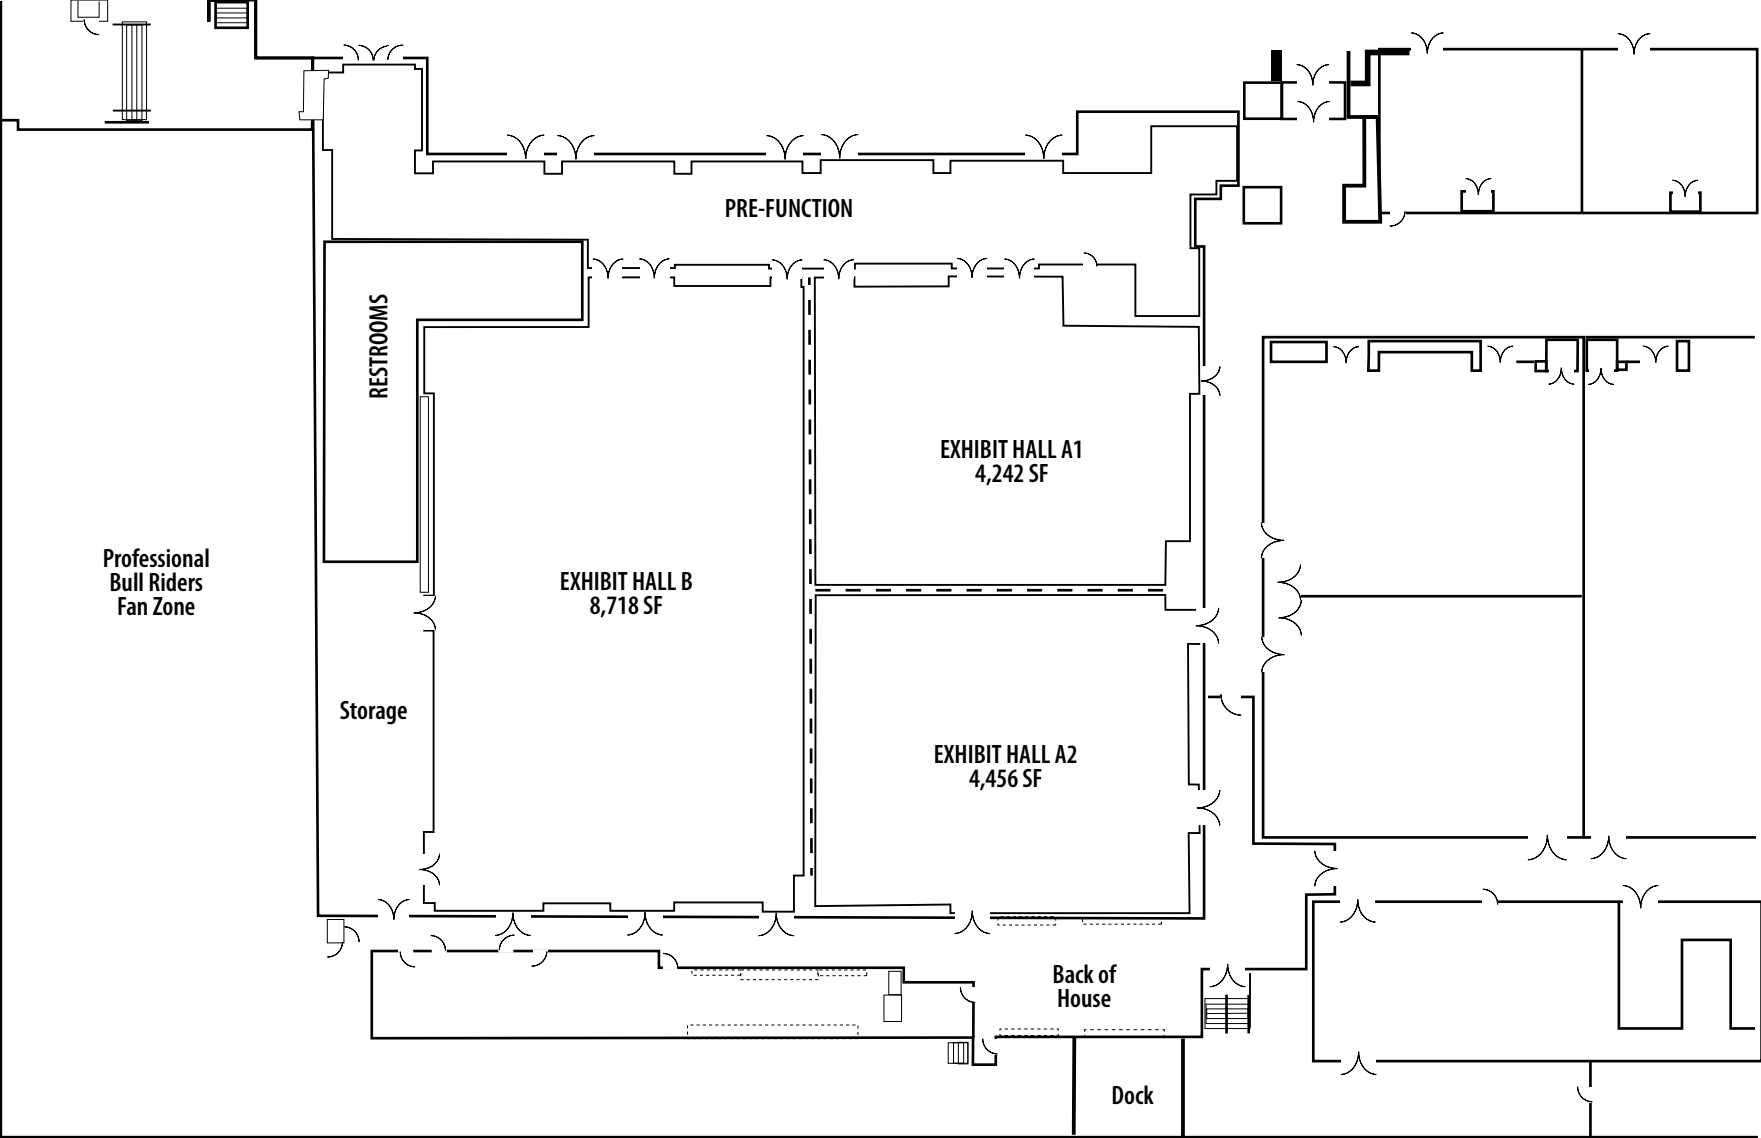 PRE-FUNCTION
RESTROOMS
EXHIBIT HALL A1
4,242 SF
Professional
Bull Riders
Fan Zone
EXHIBIT HALL B
8,718 SF
Storage
EXHIBIT HALL A2
4,456 SF
Back of
House
Dock